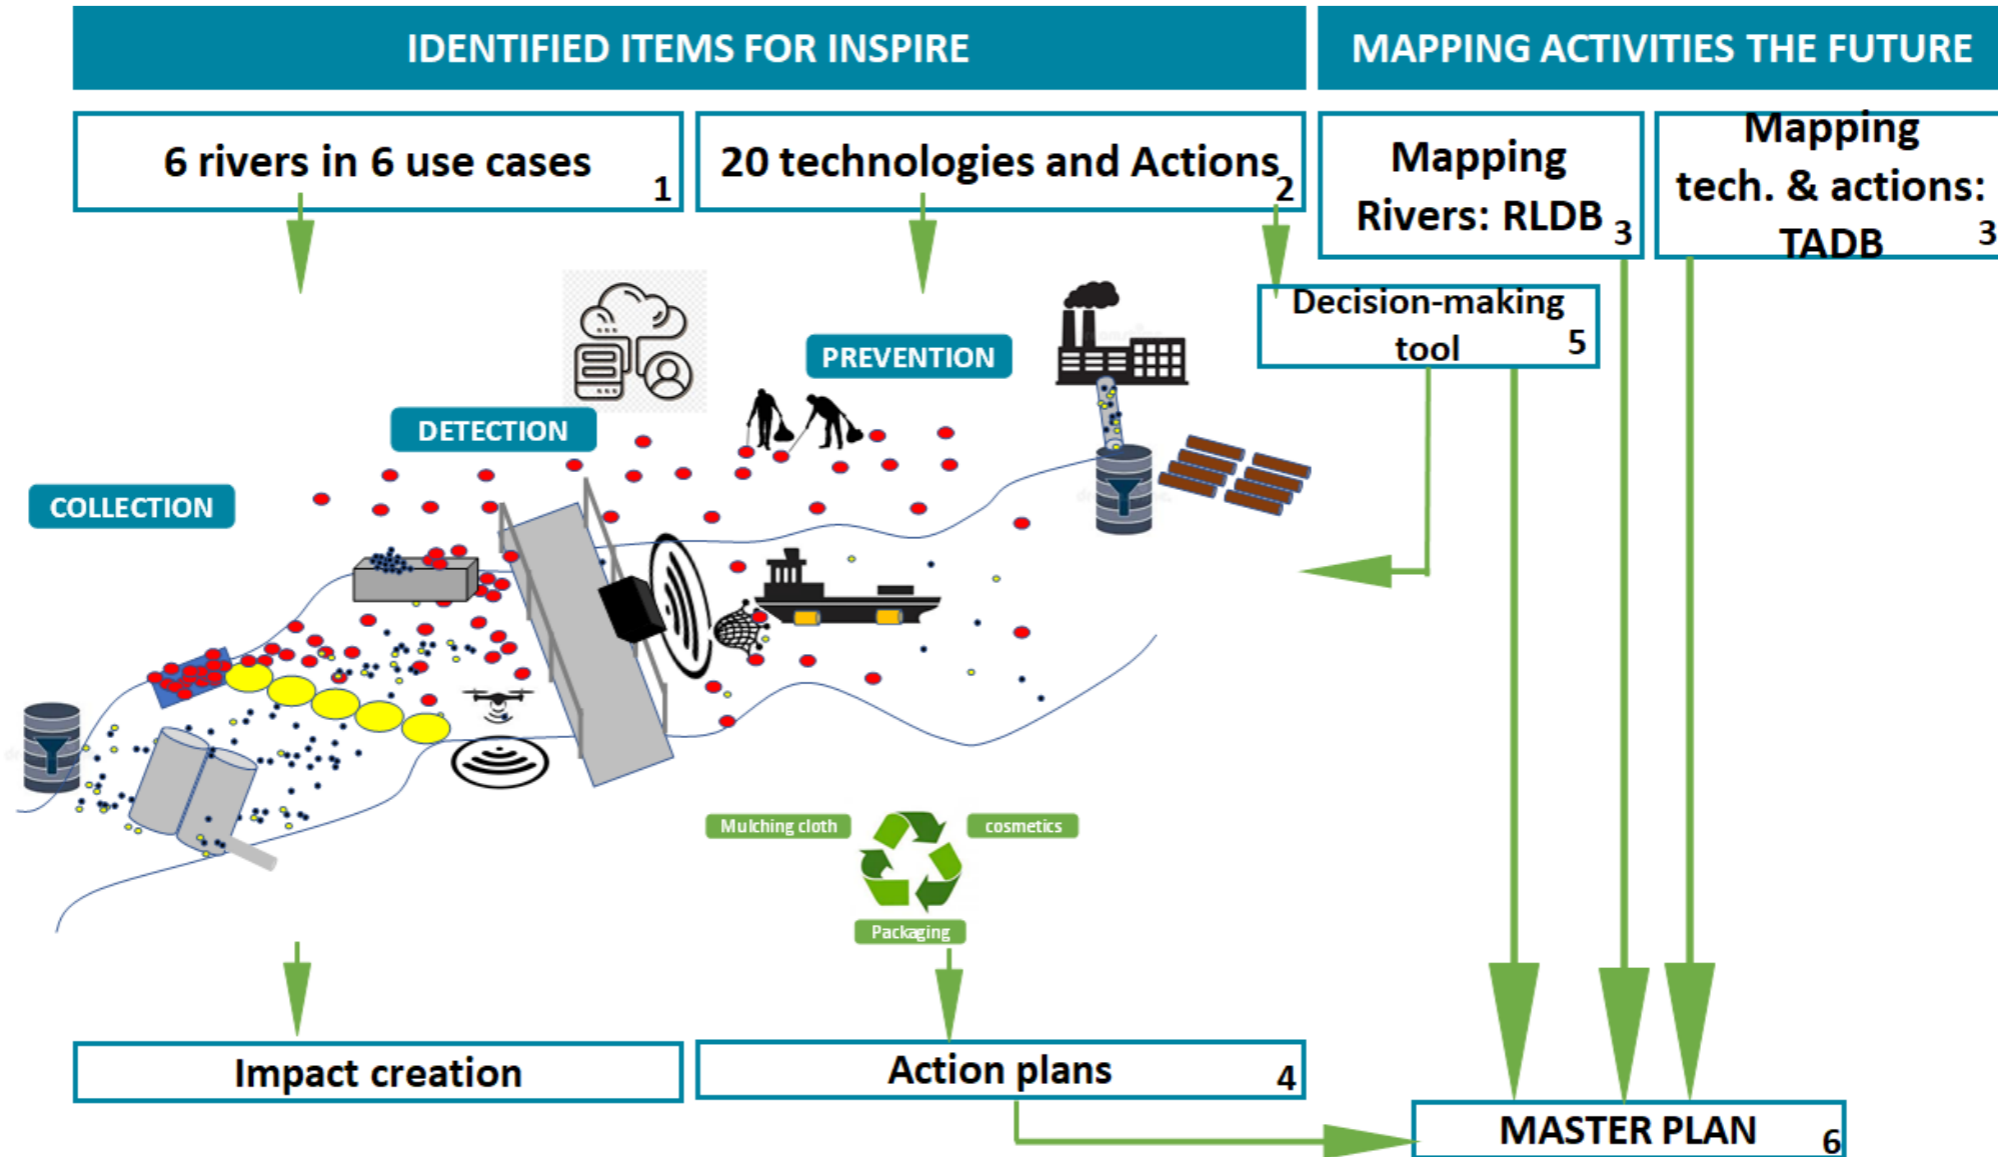 IDENTIFIED ITEMS FOR INSPIRE
MAPPING ACTIVITIES THE FUTURE
6 rivers in 6 use cases
1
20 technologies and Actions
2
Mapping
Rivers: RLDB
3
Mapping
tech. & actions:
TADB
3
Decision-making
tool
5
PREVENTION
DETECTION
COLLECTION
Mulching cloth
cosmetics
Packaging
Impact creation
Action plans
4
MASTER PLAN
6